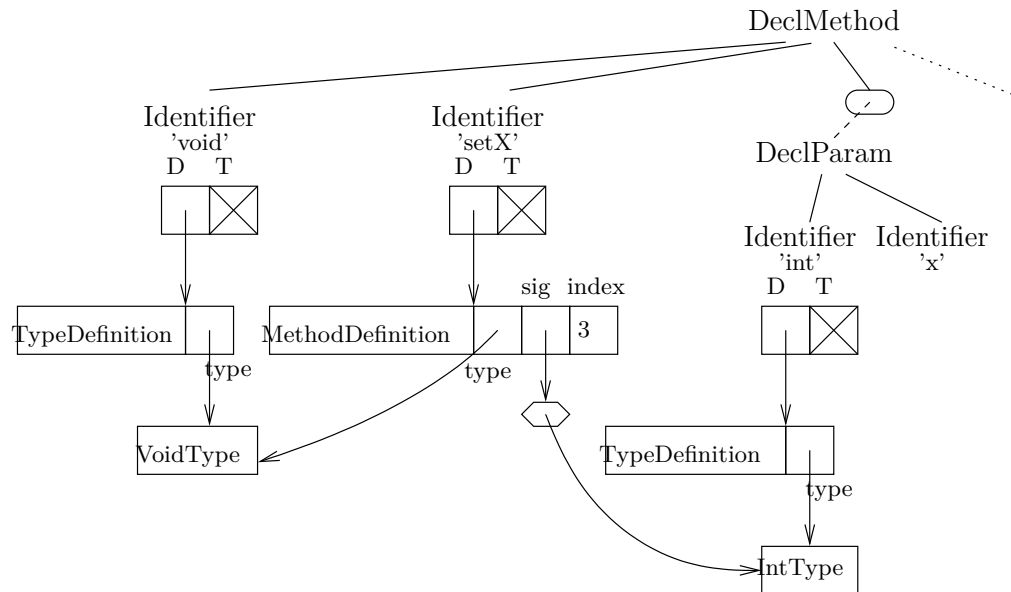 DeclMethod
Identifier
'void'
D T
Identifier
'setX'
D T
DeclParam
Identifier
'int'
D T
Identifier
'x'
TypeDefinition
type
VoidType
MethodDefinition
type
sig index
3
TypeDefinition
type
IntType